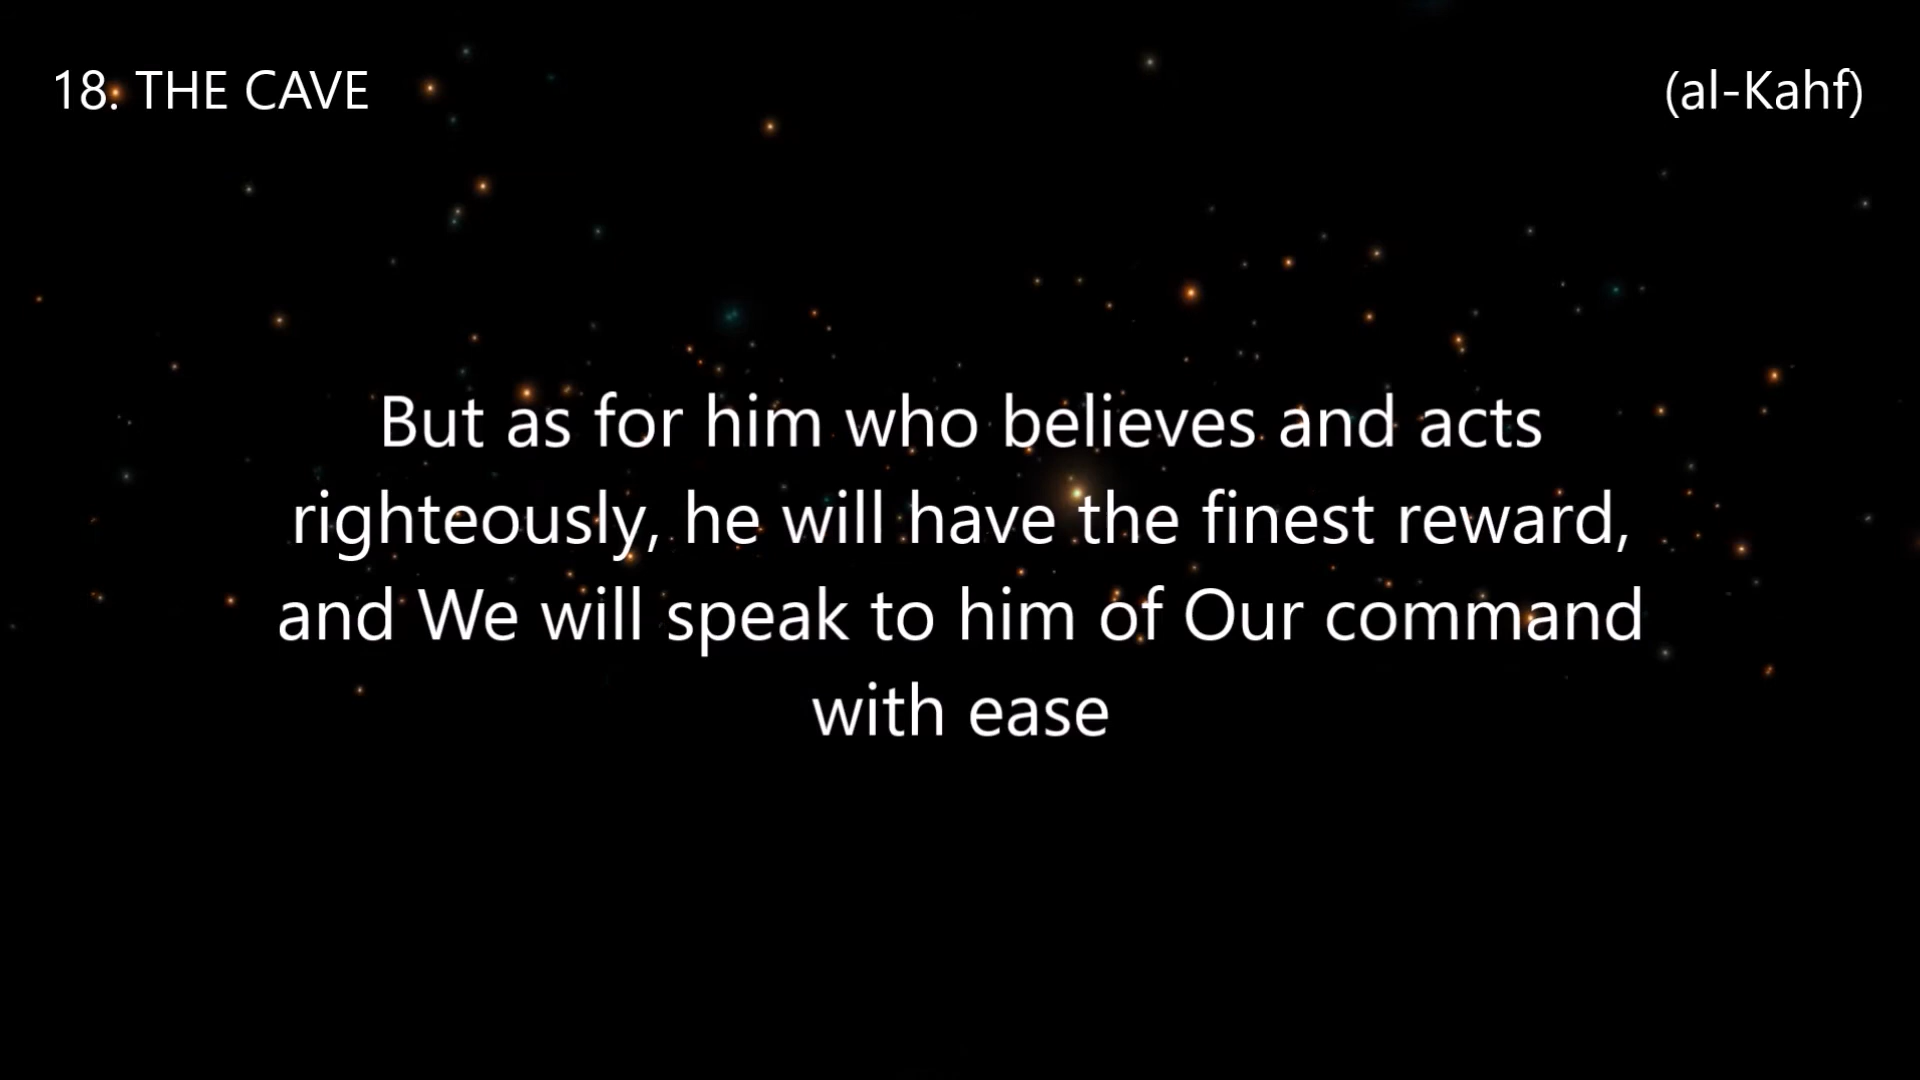 18. THE CAVE
(al-Kahf)
But as for him who believes and acts
righteously, he will have the finest reward,
and We will speak to him of Our command
with ease